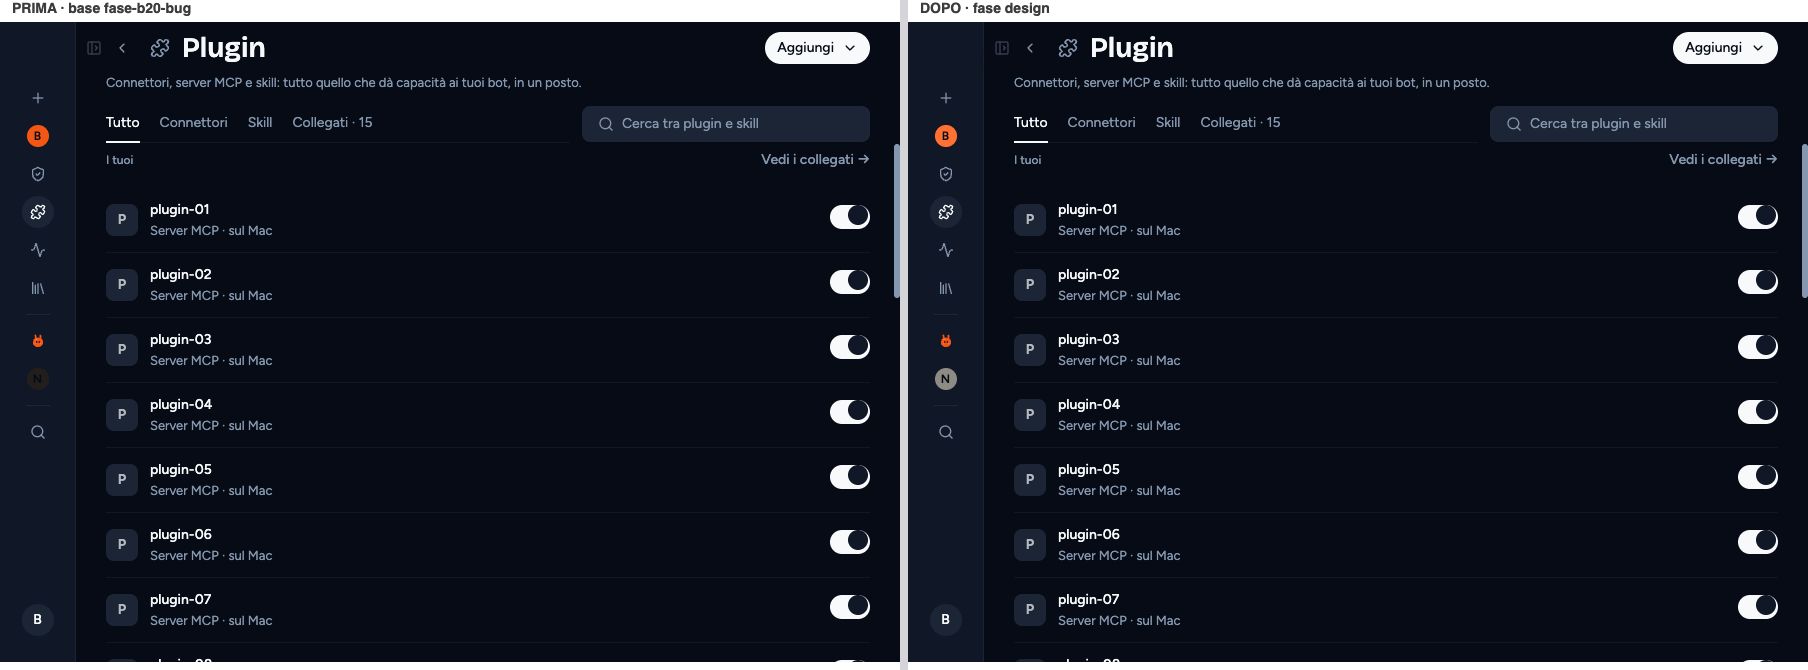 PRIMA · base fase-b20-bug
Plugin
Aggiungi
Connettori, server MCP e skill: tutto quello che dà capacità ai tuoi bot, in un posto.
Tutto Connettori Skill Collegati · 15
Cerca tra plugin e skill
I tuoi
Vedi i collegati →
B
N
B
P
plugin-01
Server MCP · sul Mac
P
plugin-02
Server MCP · sul Mac
P
plugin-03
Server MCP · sul Mac
P
plugin-04
Server MCP · sul Mac
P
plugin-05
Server MCP · sul Mac
P
plugin-06
Server MCP · sul Mac
P
plugin-07
Server MCP · sul Mac
DOPO · fase design
Plugin
Aggiungi
Connettori, server MCP e skill: tutto quello che dà capacità ai tuoi bot, in un posto.
Tutto Connettori Skill Collegati · 15
Cerca tra plugin e skill
I tuoi
Vedi i collegati →
B
N
B
P
plugin-01
Server MCP · sul Mac
P
plugin-02
Server MCP · sul Mac
P
plugin-03
Server MCP · sul Mac
P
plugin-04
Server MCP · sul Mac
P
plugin-05
Server MCP · sul Mac
P
plugin-06
Server MCP · sul Mac
P
plugin-07
Server MCP · sul Mac